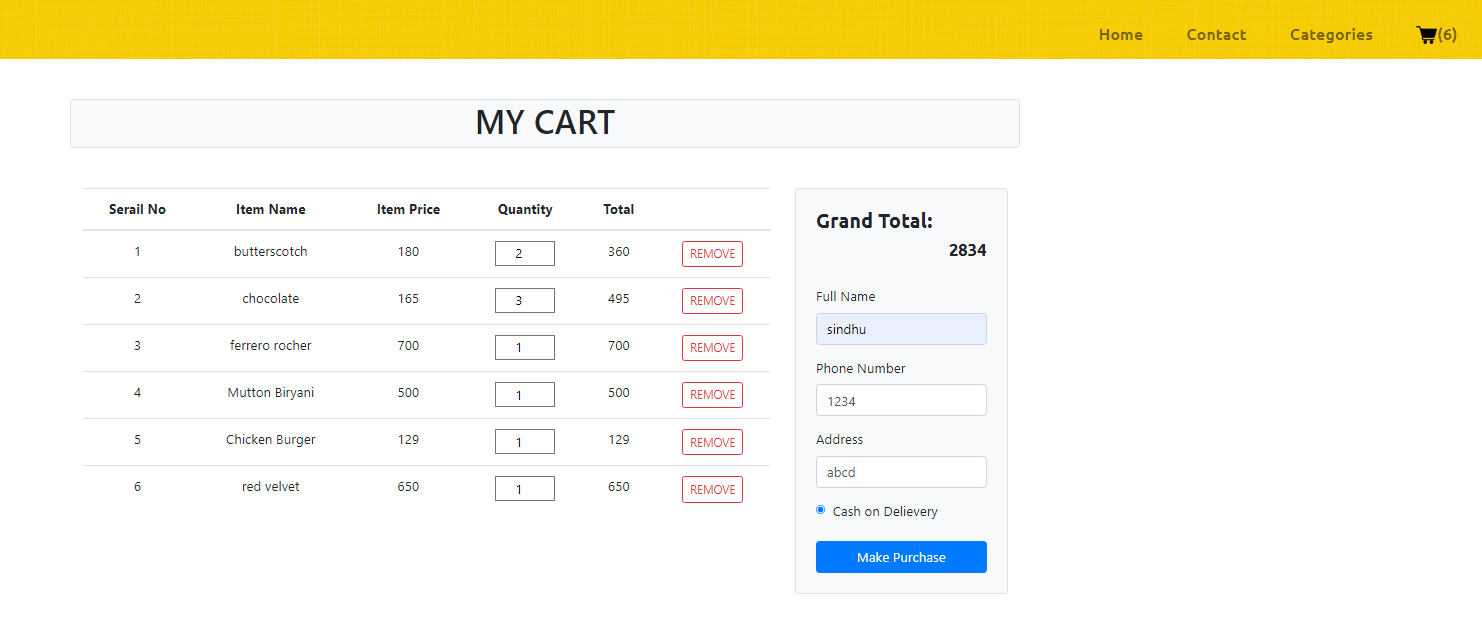 Home Contact Categories (6)
MY CART
Serail No Item Name Item Price Quantity Total
1 butterscotch 180 2 360 REMOVE
2 chocolate 165 3 495 REMOVE
3 ferrero rocher 700 1 700 REMOVE
4 Mutton Biryani 500 1 500 REMOVE
5 Chicken Burger 129 1 129 REMOVE
6 red velvet 650 1 650 REMOVE
Grand Total:
2834
Full Name
sindhu
Phone Number
1234
Address
abcd
Cash on Delievery
Make Purchase